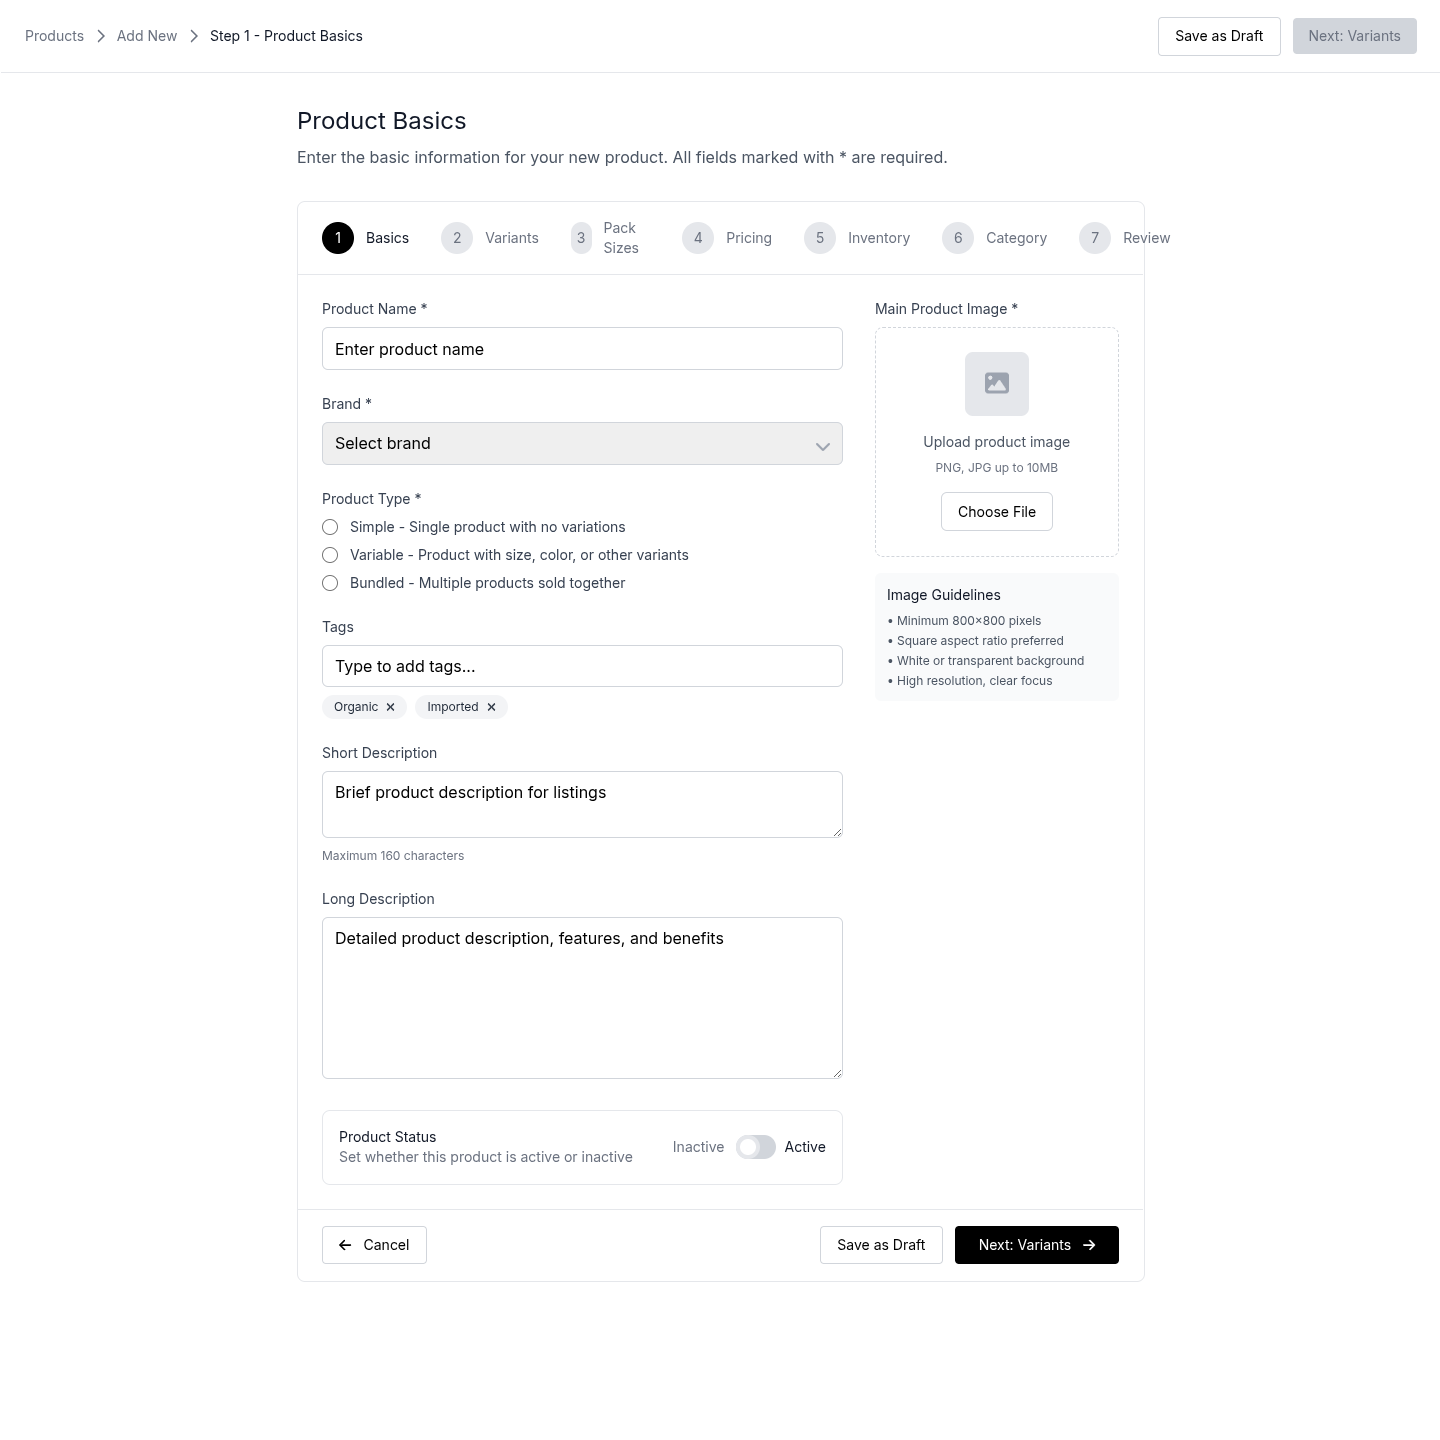 Products
Add New
Step 1 - Product Basics
Save as Draft
Next: Variants
Product Basics
Enter the basic information for your new product. All fields marked with * are required.
1 Basics
2 Variants
3 Pack Sizes
4 Pricing
5 Inventory
6 Category
7 Review
Product Name *
Enter product name
Brand *
Select brand
Product Type *
Simple - Single product with no variations
Variable - Product with size, color, or other variants
Bundled - Multiple products sold together
Tags
Type to add tags...
Organic
Imported
Short Description
Brief product description for listings
Maximum 160 characters
Long Description
Detailed product description, features, and benefits
Product Status
Set whether this product is active or inactive
Inactive
Active
Main Product Image *
Upload product image
PNG, JPG up to 10MB
Choose File
Image Guidelines
• Minimum 800×800 pixels
• Square aspect ratio preferred
• White or transparent background
• High resolution, clear focus
Cancel
Save as Draft
Next: Variants